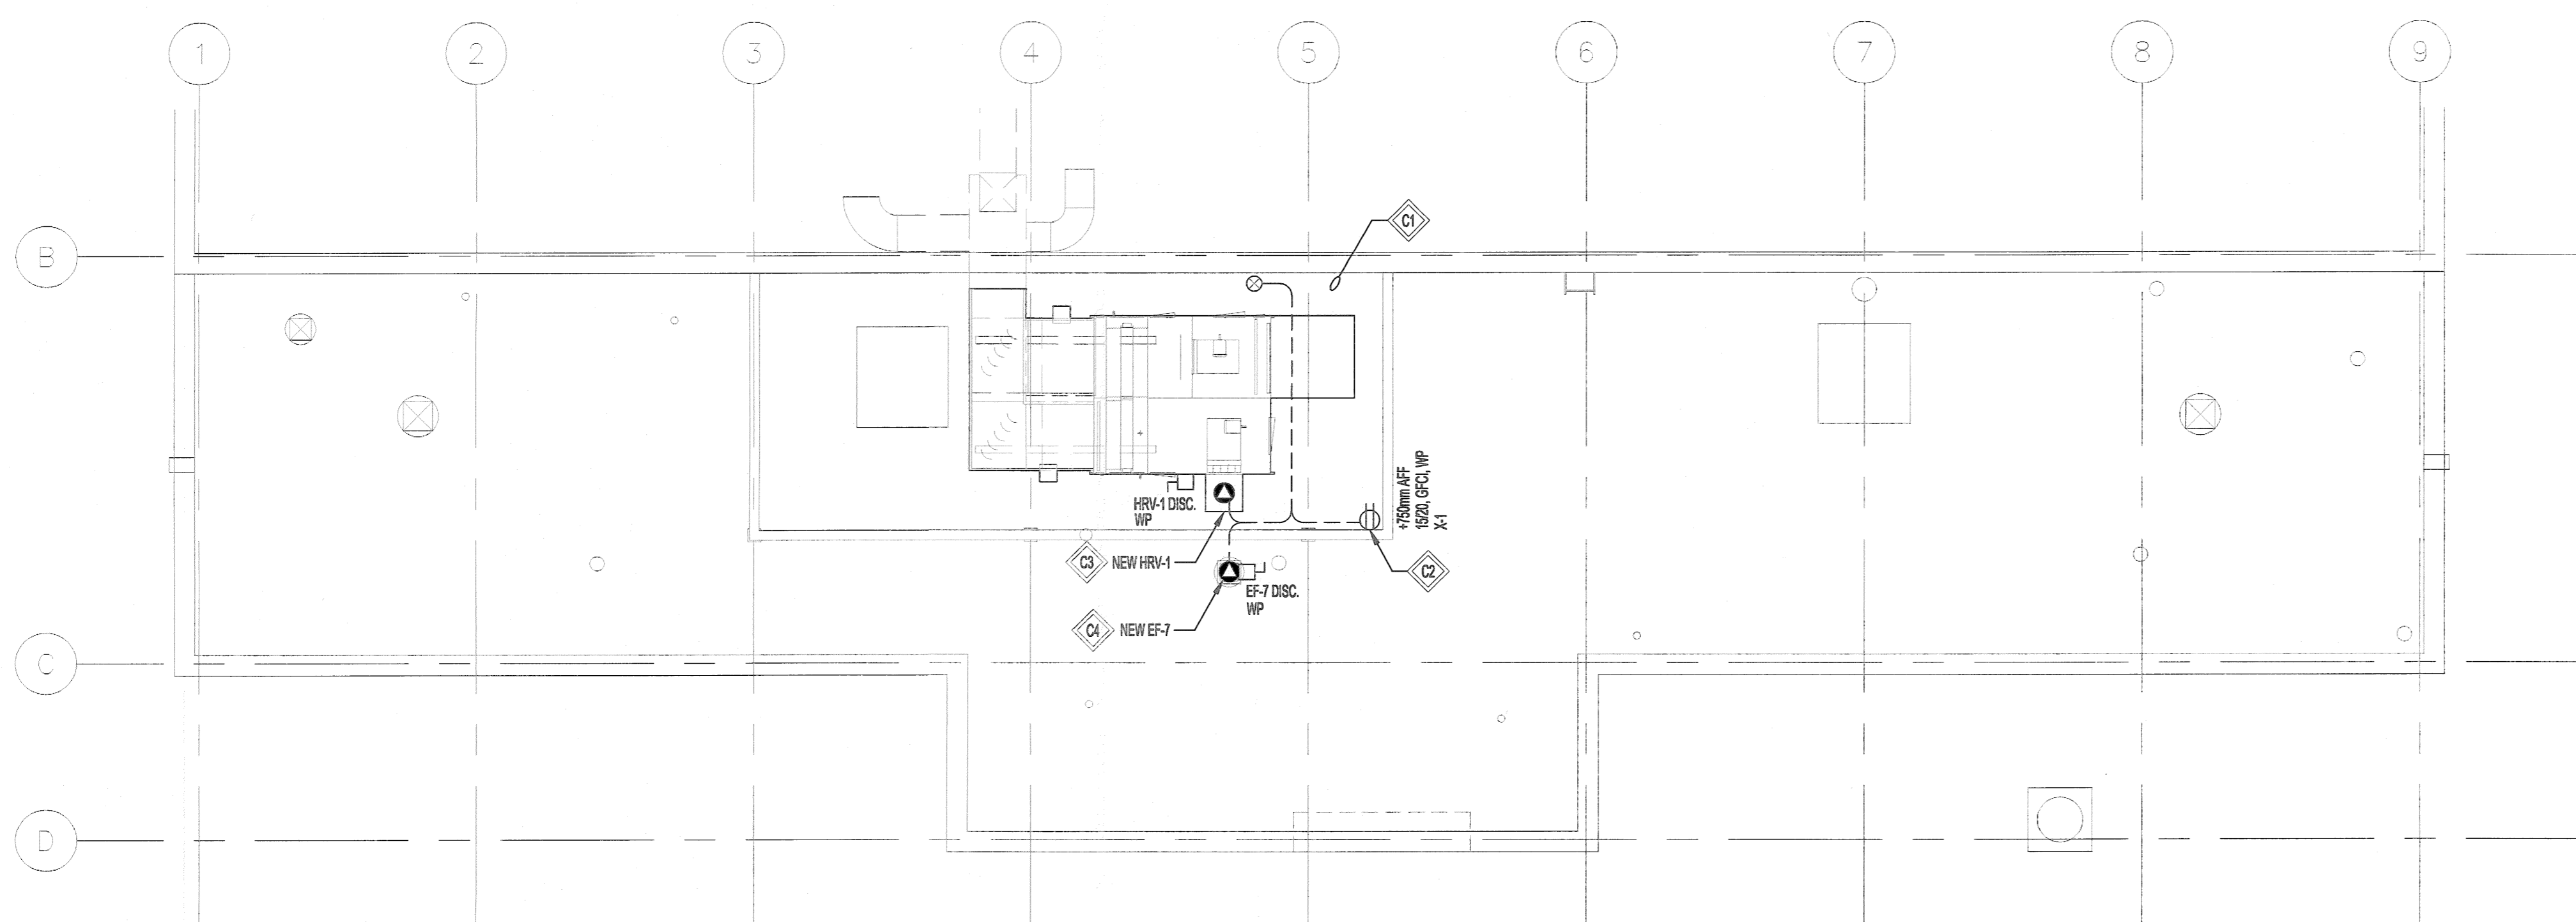 1 2 3 4 5 6 7 8 9
B
C1
+750mm AFF
15/20, GFCI, WP
X-1
HRV-1 DISC.
WP
C3 NEW HRV-1
C2
EF-7 DISC.
WP
C4 NEW EF-7
C
D